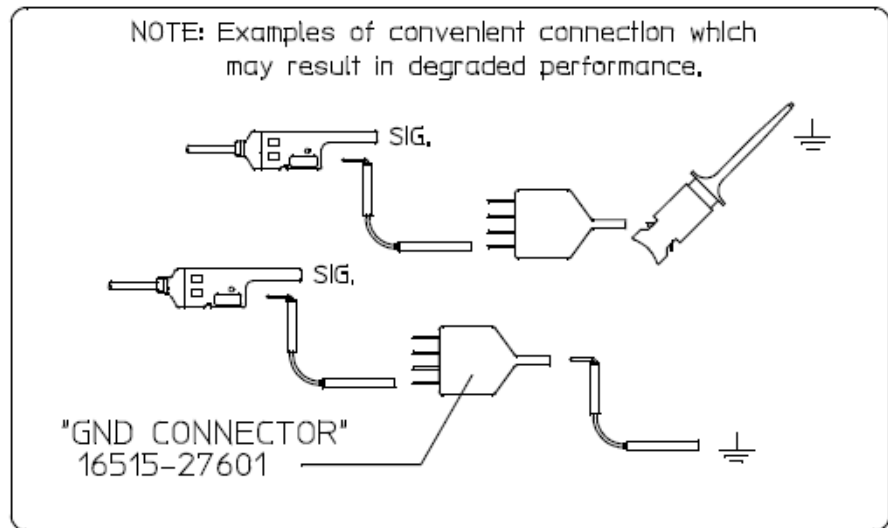 NOTE: Examples of convenient connection which
may result in degraded performance.
SIG.
SIG.
"GND CONNECTOR"
16515-27601